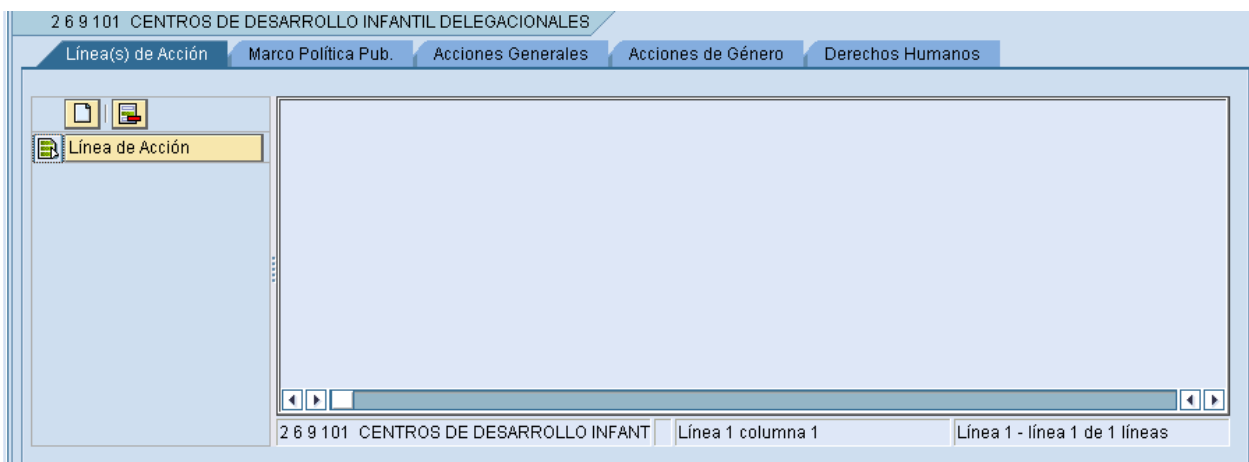 2 6 9 101 CENTROS DE DESARROLLO INFANTIL DELEGACIONALES
Línea(s) de Acción Marco Política Pub. Acciones Generales Acciones de Género Derechos Humanos
Línea de Acción
2 6 9 101 CENTROS DE DESARROLLO INFANT Línea 1 columna 1 Línea 1 - línea 1 de 1 líneas